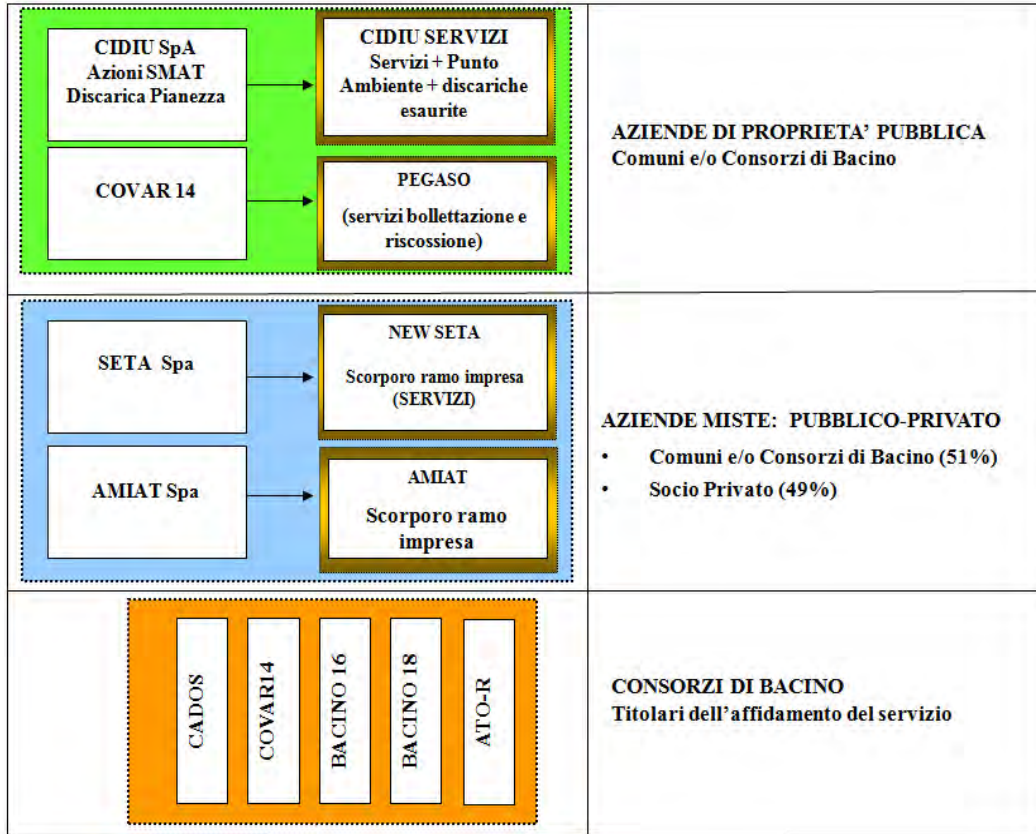 CIDIU SpA
Azioni SMAT
Discarica Pianezza
CIDIU SERVIZI
Servizi + Punto
Ambiente + discariche
esaurite
COVAR 14
PEGASO
(servizi bollettazione e
riscossione)
AZIENDE DI PROPRIETA’ PUBBLICA
Comuni e/o Consorzi di Bacino
SETA Spa
NEW SETA
Scorporo ramo impresa
(SERVIZI)
AMIAT Spa
AMIAT
Scorporo ramo
impresa
AZIENDE MISTE: PUBBLICO-PRIVATO
• Comuni e/o Consorzi di Bacino (51%)
• Socio Privato (49%)
CADOS
COVAR14
BACINO 16
BACINO 18
ATO-R
CONSORZI DI BACINO
Titolari dell’affidamento del servizio